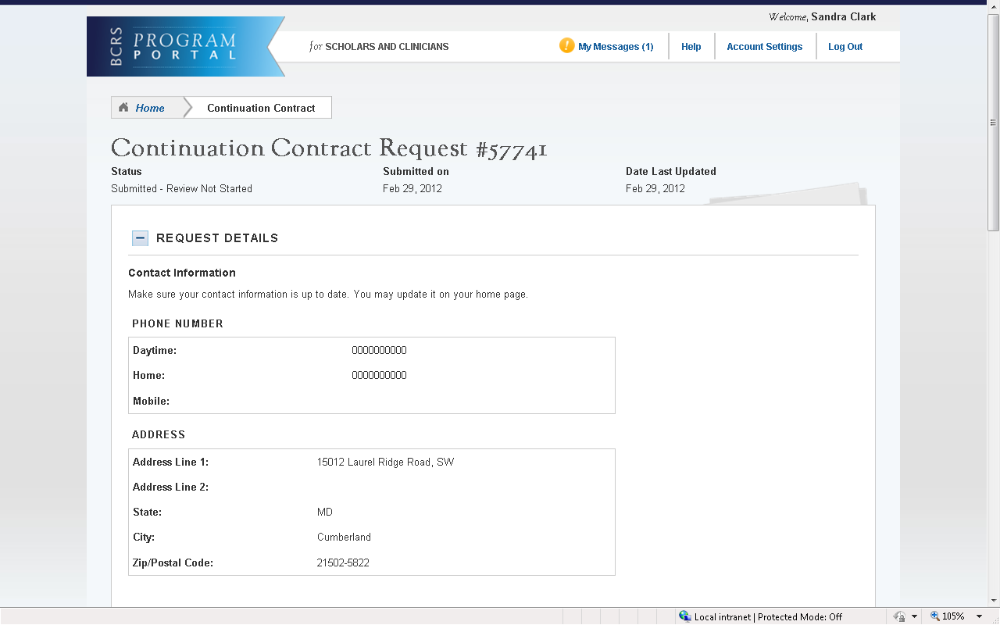 Welcome, Sandra Clark
BCRS PROGRAM PORTAL
for SCHOLARS AND CLINICIANS
My Messages (1) Help Account Settings Log Out
Home Continuation Contract
Continuation Contract Request #57741
Status Submitted on Date Last Updated
Submitted - Review Not Started Feb 29, 2012 Feb 29, 2012
REQUEST DETAILS
Contact Information
Make sure your contact information is up to date. You may update it on your home page.
PHONE NUMBER
Daytime: 0000000000
Home: 0000000000
Mobile:
ADDRESS
Address Line 1: 15012 Laurel Ridge Road, SW
Address Line 2:
State: MD
City: Cumberland
Zip/Postal Code: 21502-5822
Local intranet | Protected Mode: Off 105%